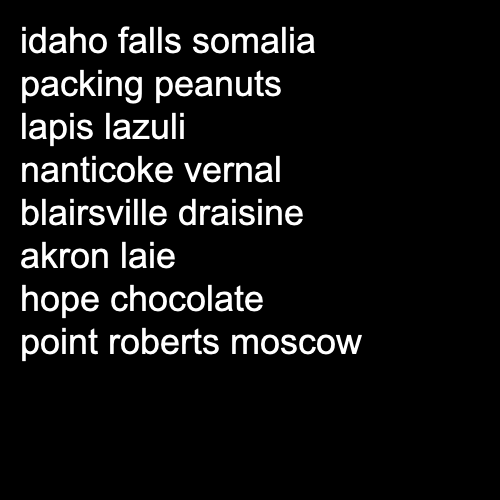 idaho falls somalia
packing peanuts
lapis lazuli
nanticoke vernal
blairsville draisine
akron laie
hope chocolate
point roberts moscow